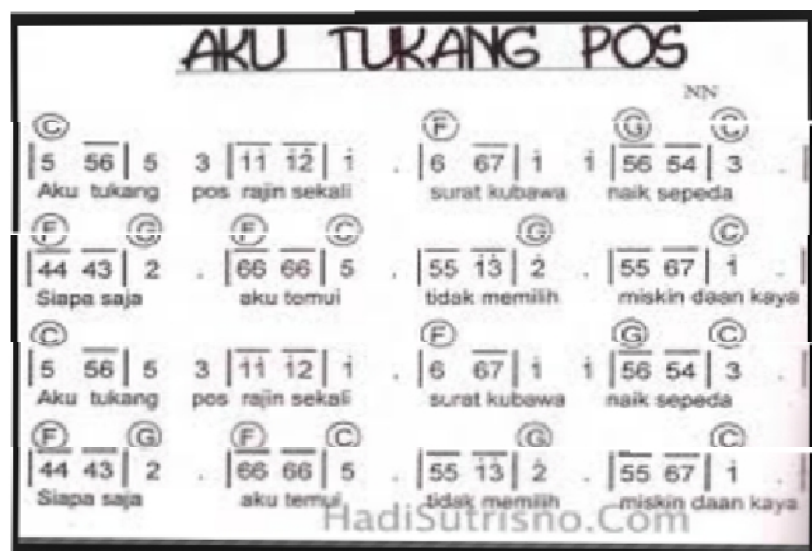 AKU TUKANG POS
NN
C F G C
|5 56| 5 3 |11 12| 1 . |6 67| 1 1 |56 54| 3 . |
Aku tukang pos rajin sekali surat kubawa naik sepeda
F G F C G C
|44 43| 2 . |66 66| 5 . |55 13| 2 . |55 67| 1 . |
Siapa saja aku temui tidak memilih miskin daan kaya
C F G C
|5 56| 5 3 |11 12| 1 . |6 67| 1 1 |56 54| 3 . |
Aku tukang pos rajin sekali surat kubawa naik sepeda
F G F C G C
|44 43| 2 . |66 66| 5 . |55 13| 2 . |55 67| 1 . |
Siapa saja aku temui tidak memilih miskin daan kaya
HadiSutrisno.Com